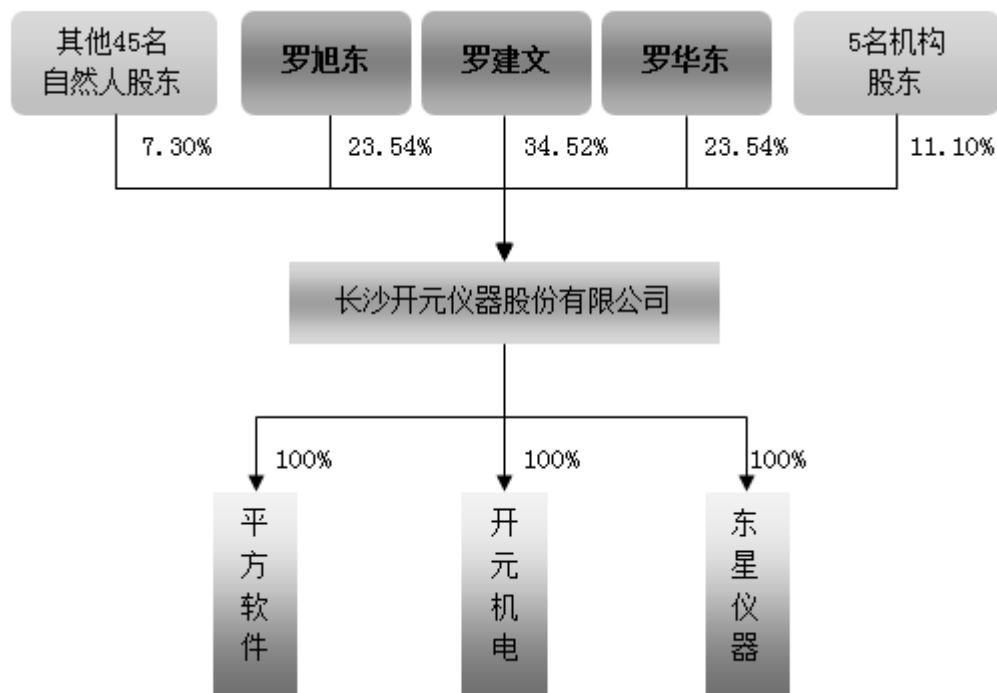 其他45名
自然人股东
罗旭东
罗建文
罗华东
5名机构
股东
7.30%
23.54%
34.52%
23.54%
11.10%
长沙开元仪器股份有限公司
100%
100%
100%
平方软件
开元机电
东星仪器